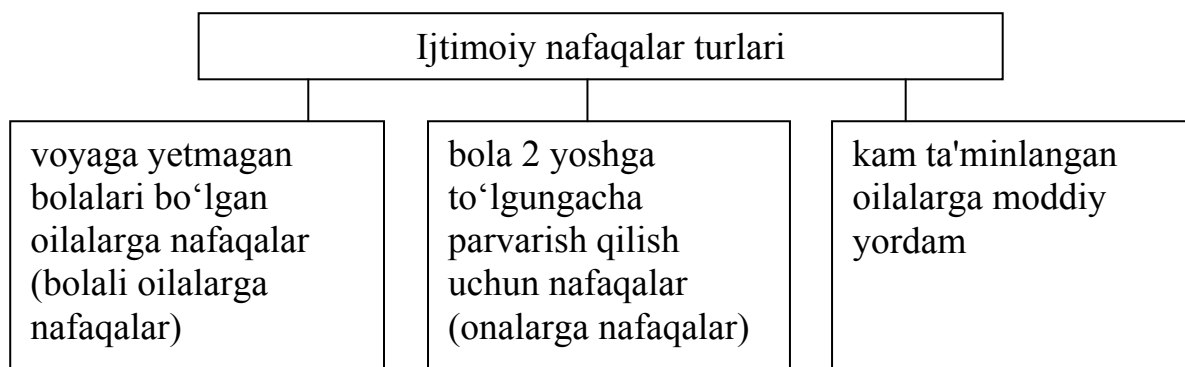 Ijtimoiy nafaqalar turlari
voyaga yetmagan
bolalari bo‘lgan
oilalarga nafaqalar
(bolali oilalarga
nafaqalar)
bola 2 yoshga
to‘lgungacha
parvarish qilish
uchun nafaqalar
(onalarga nafaqalar)
kam ta'minlangan
oilalarga moddiy
yordam